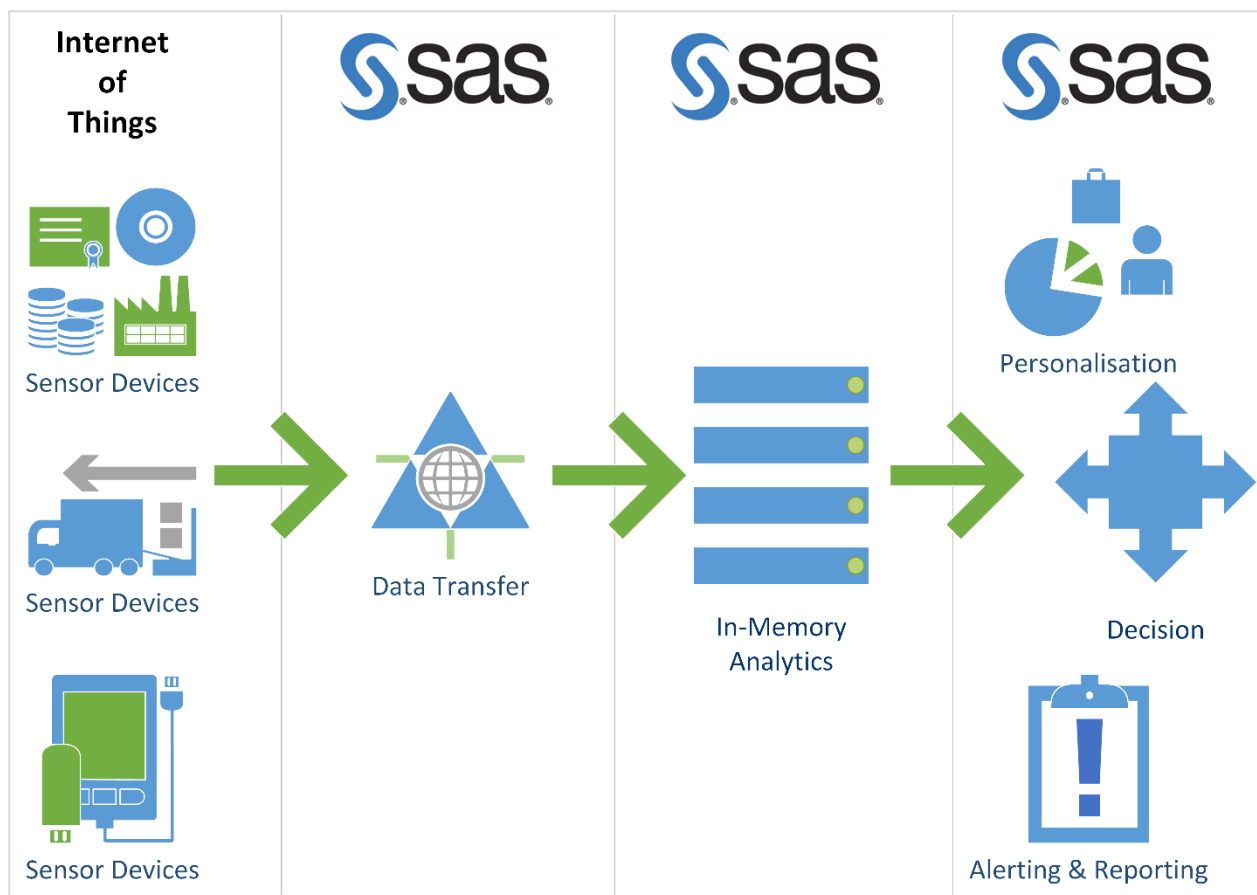 Internet
of
Things
Sensor Devices
Sensor Devices
Sensor Devices
sas®
Data Transfer
sas®
In-Memory
Analytics
sas®
Personalisation
Decision
Alerting & Reporting